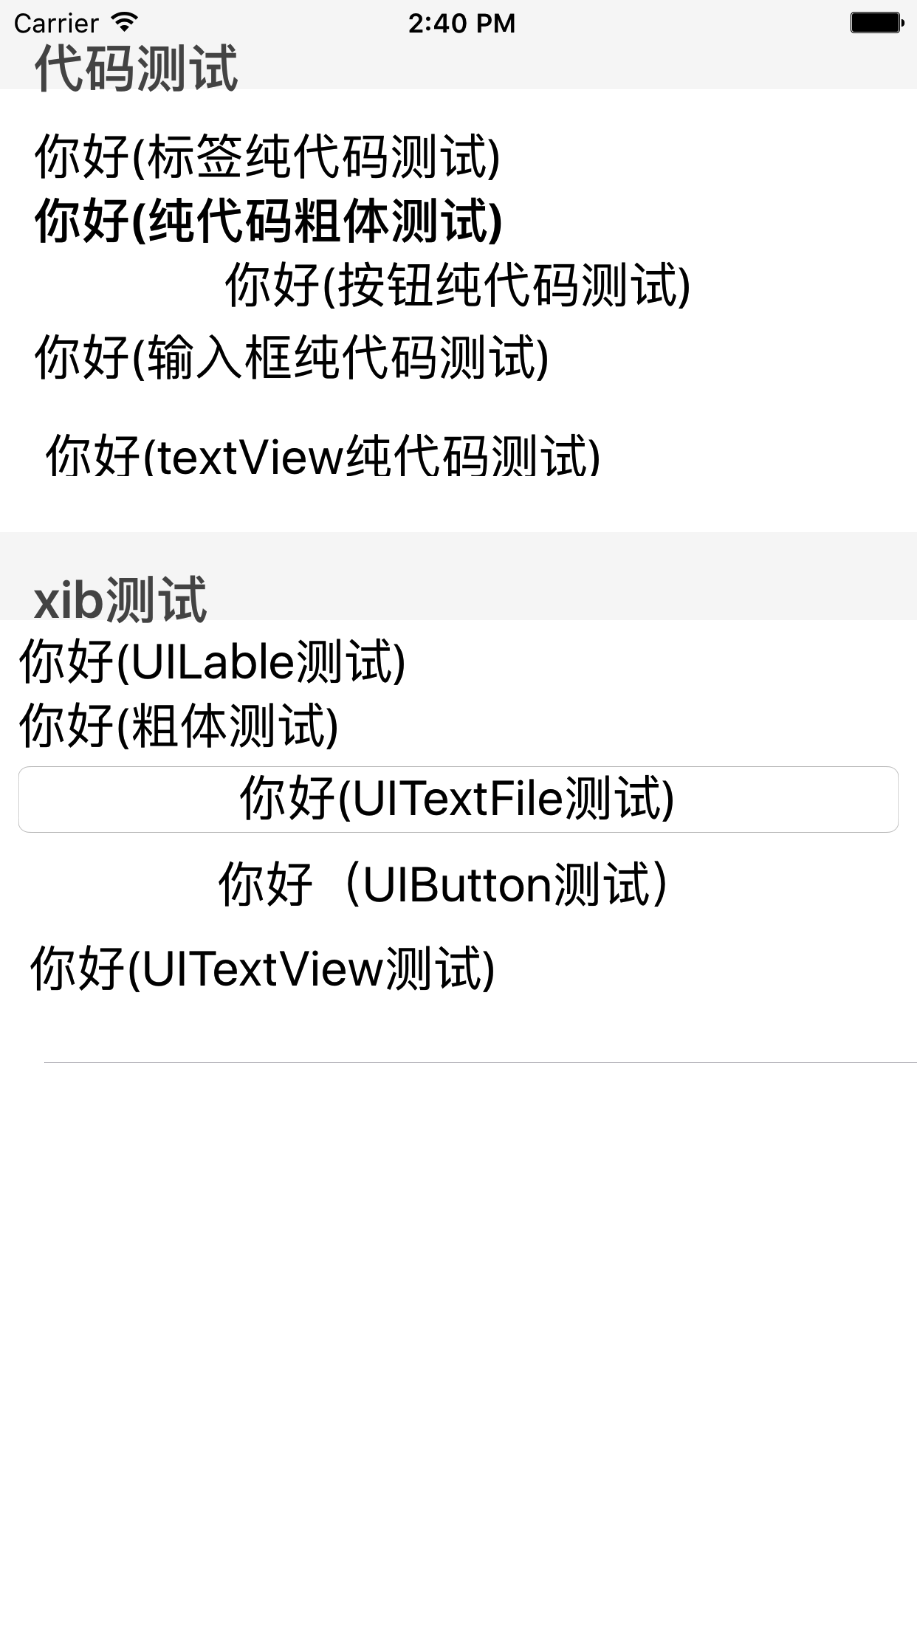 Carrier 2:40 PM
代码测试
你好(标签纯代码测试)
你好(纯代码粗体测试)
你好(按钮纯代码测试)
你好(输入框纯代码测试)
你好(textView纯代码测试)
xib测试
你好(UILable测试)
你好(粗体测试)
你好(UITextFile测试)
你好（UIButton测试）
你好(UITextView测试)